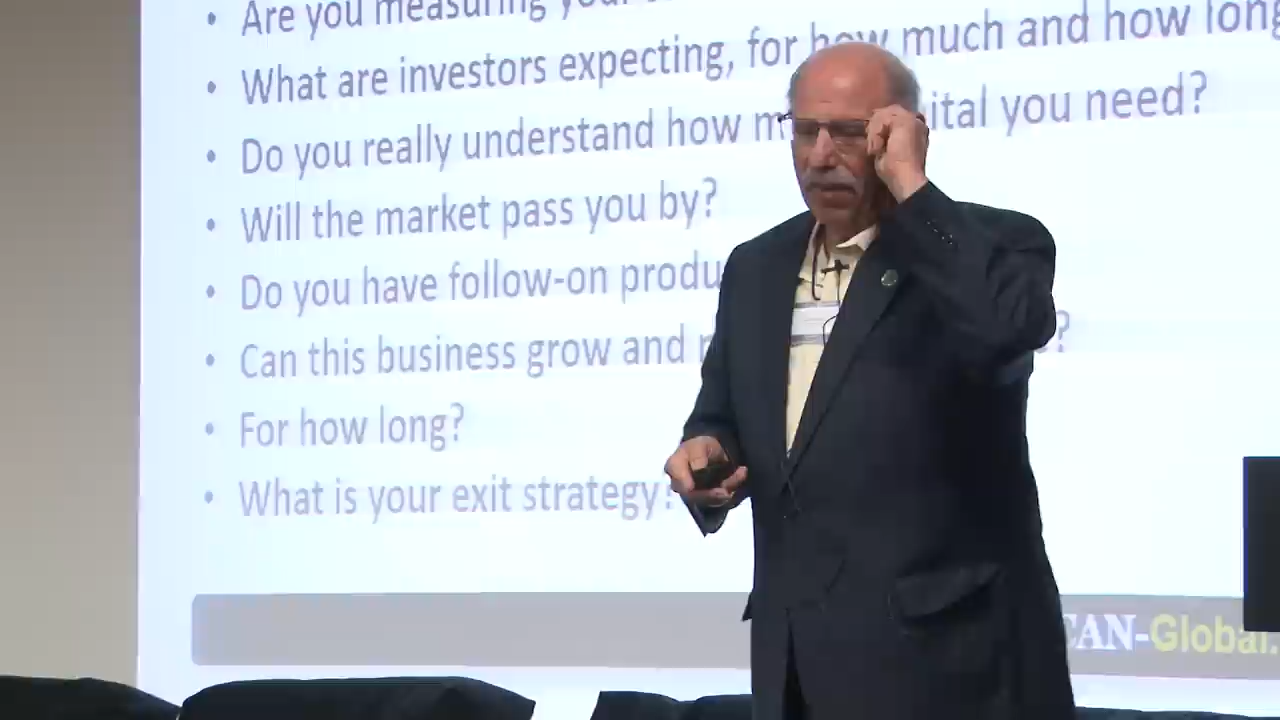 • Are you measuring your
• What are investors expecting, for how much and how long
• Do you really understand how ital you need?
• Will the market pass you by?
• Do you have follow-on produ
• Can this business grow and ?
• For how long?
• What is your exit strategy?
CAN-Global.